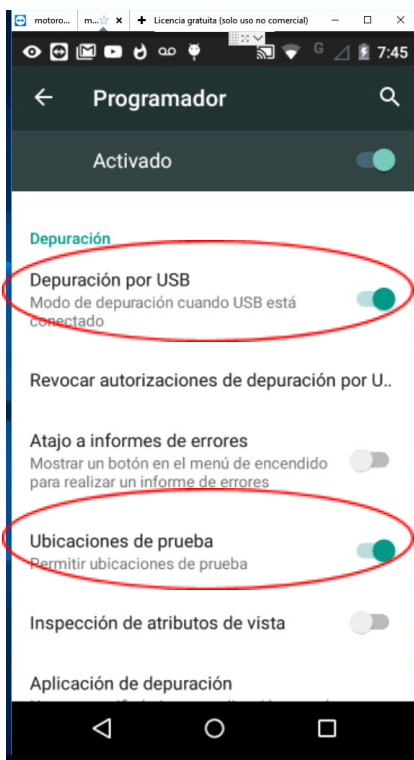 motoro... m... Licencia gratuita (solo uso no comercial)
G 7:45
Programador
Activado
Depuración
Depuración por USB
Modo de depuración cuando USB está
conectado
Revocar autorizaciones de depuración por U..
Atajo a informes de errores
Mostrar un botón en el menú de encendido
para realizar un informe de errores
Ubicaciones de prueba
Permitir ubicaciones de prueba
Inspección de atributos de vista
Aplicación de depuración